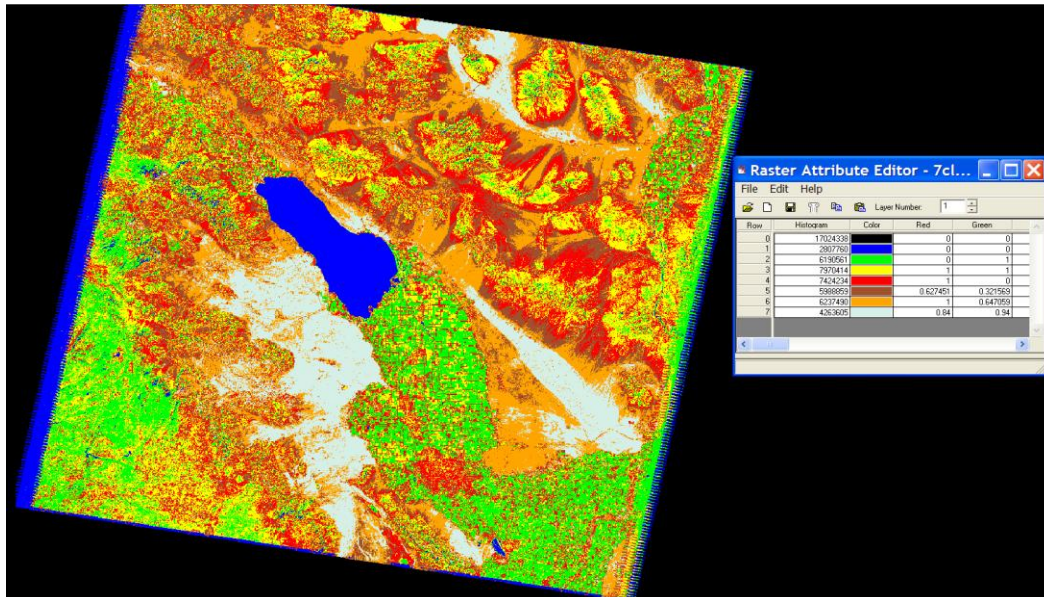 Raster Attribute Editor - 7cl...
File Edit Help
Layer Number: 1
Row Histogram Color Red Green
0 17024338 0 0
1 2807760 0 0
2 6190561 0 1
3 7970414 1 1
4 7424234 1 0
5 5988859 0.627451 0.321569
6 6237490 1 0.647059
7 4263605 0.84 0.94